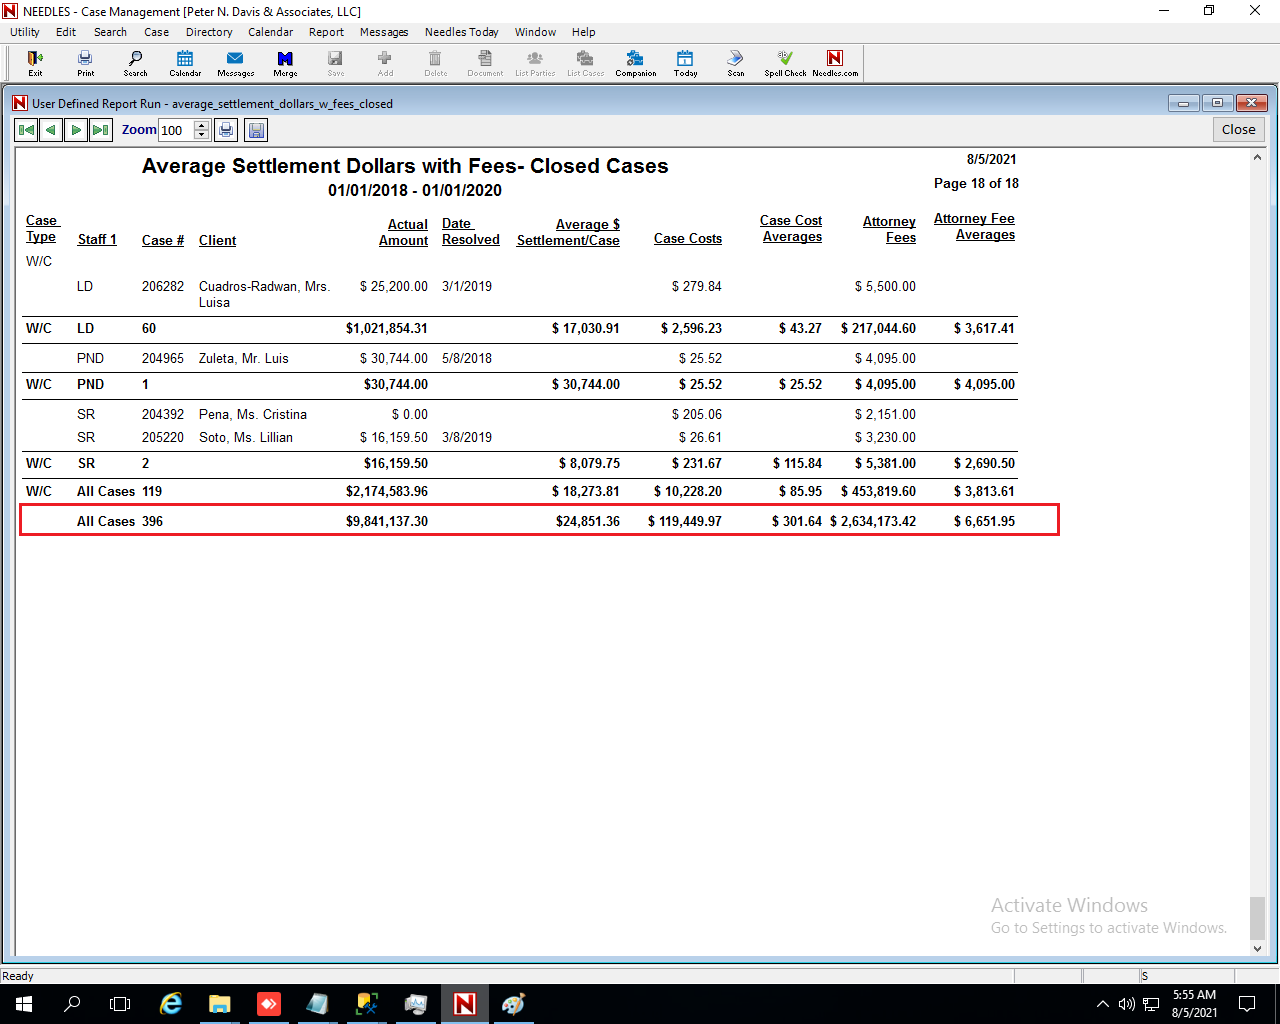 NEEDLES - Case Management [Peter N. Davis & Associates, LLC]
Utility Edit Search Case Directory Calendar Report Messages Needles Today Window Help
Exit Print Search Calendar Messages Merge Save Add Delete Document List Parties List Cases Companion Today Scan Spell Check Needles.com
User Defined Report Run - average_settlement_dollars_w_fees_closed
Zoom 100 Close
Average Settlement Dollars with Fees- Closed Cases 8/5/2021
01/01/2018 - 01/01/2020 Page 18 of 18
Case Type Staff 1 Case # Client Actual Amount Date Resolved Average $ Settlement/Case Case Costs Case Cost Averages Attorney Fees Attorney Fee Averages
W/C
LD 206282 Cuadros-Radwan, Mrs. Luisa $ 25,200.00 3/1/2019 $ 279.84 $ 5,500.00
W/C LD 60 $1,021,854.31 $ 17,030.91 $ 2,596.23 $ 43.27 $ 217,044.60 $ 3,617.41
PND 204965 Zuleta, Mr. Luis $ 30,744.00 5/8/2018 $ 25.52 $ 4,095.00
W/C PND 1 $30,744.00 $ 30,744.00 $ 25.52 $ 25.52 $ 4,095.00 $ 4,095.00
SR 204392 Pena, Ms. Cristina $ 0.00 $ 205.06 $ 2,151.00
SR 205220 Soto, Ms. Lillian $ 16,159.50 3/8/2019 $ 26.61 $ 3,230.00
W/C SR 2 $16,159.50 $ 8,079.75 $ 231.67 $ 115.84 $ 5,381.00 $ 2,690.50
W/C All Cases 119 $2,174,583.96 $ 18,273.81 $ 10,228.20 $ 85.95 $ 453,819.60 $ 3,813.61
All Cases 396 $9,841,137.30 $24,851.36 $ 119,449.97 $ 301.64 $ 2,634,173.42 $ 6,651.95
Activate Windows
Go to Settings to activate Windows.
Ready S
5:55 AM
8/5/2021